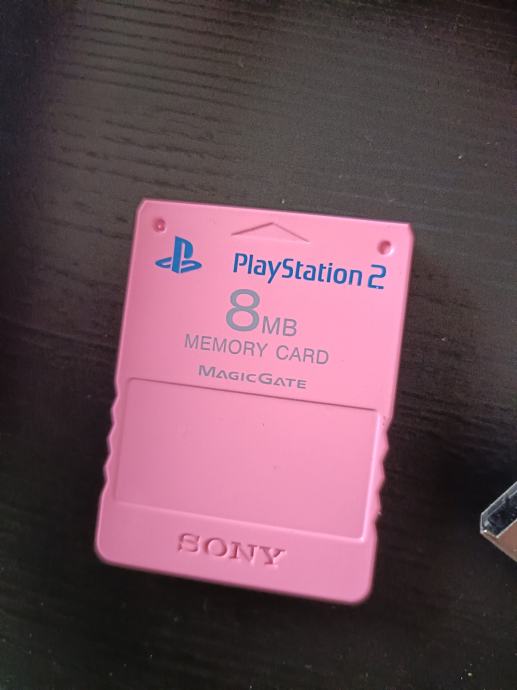 PlayStation 2
8MB
MEMORY CARD
MAGICGATE
SONY